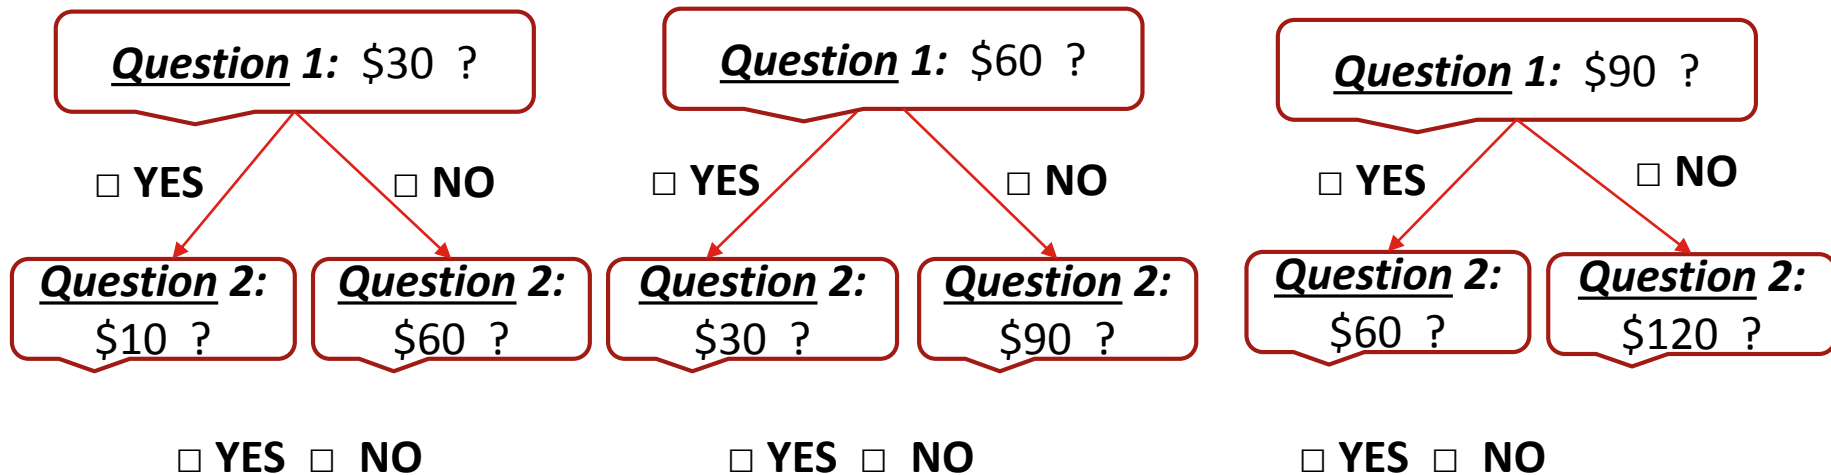 Question 1: $30 ?
Question 1: $60 ?
Question 1: $90 ?
□ YES □ NO
□ YES □ NO
□ YES □ NO
Question 2:
$10 ?
Question 2:
$60 ?
Question 2:
$30 ?
Question 2:
$90 ?
Question 2:
$60 ?
Question 2:
$120 ?
□ YES □ NO
□ YES □ NO
□ YES □ NO